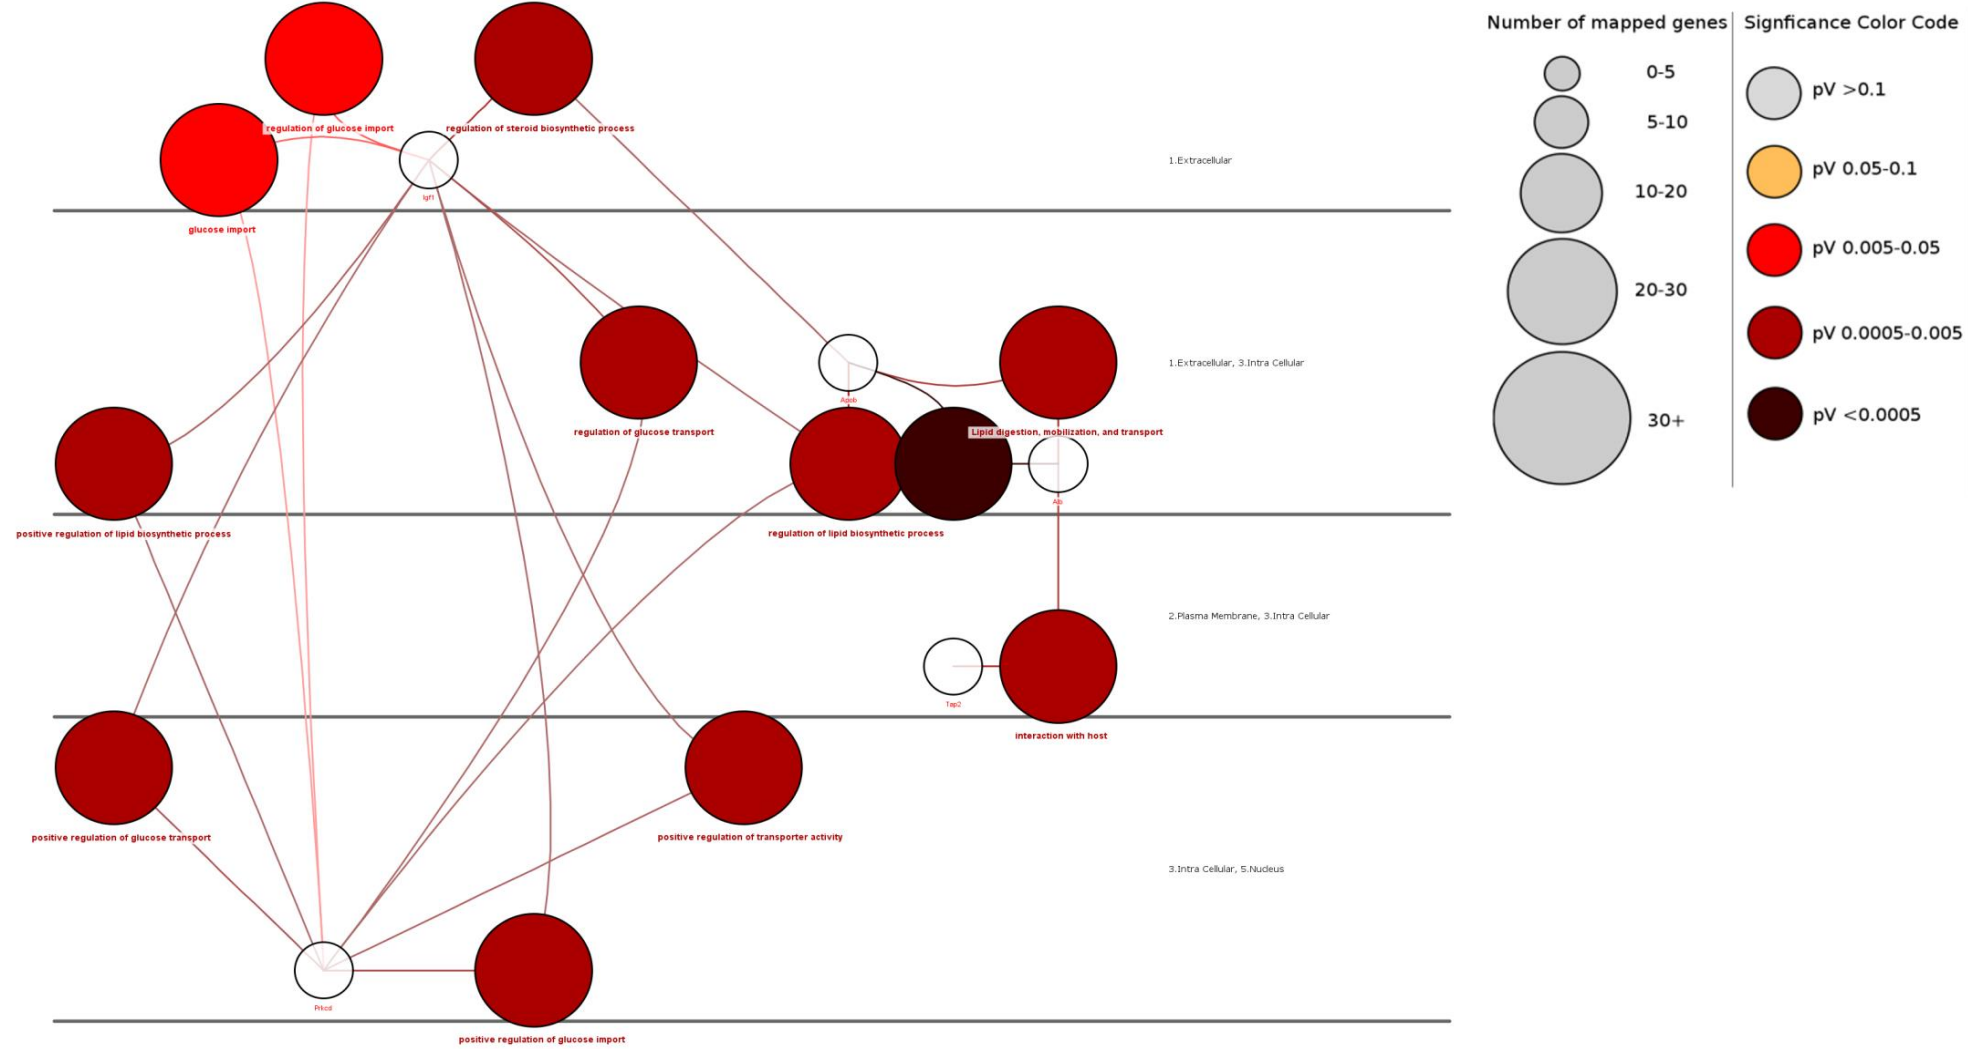 Number of mapped genes
Signficance Color Code
0-5
pV >0.1
5-10
pV 0.05-0.1
10-20
pV 0.005-0.05
20-30
pV 0.0005-0.005
30+
pV <0.0005
regulation of glucose import
regulation of steroid biosynthetic process
1.Extracellular
Igf1
glucose import
1.Extracellular, 3.Intra Cellular
Apob
regulation of glucose transport
Lipid digestion, mobilization, and transport
Alb
positive regulation of lipid biosynthetic process
regulation of lipid biosynthetic process
2.Plasma Membrane, 3.Intra Cellular
Tap2
interaction with host
positive regulation of glucose transport
positive regulation of transporter activity
3.Intra Cellular, 5.Nucleus
Prkcd
positive regulation of glucose import